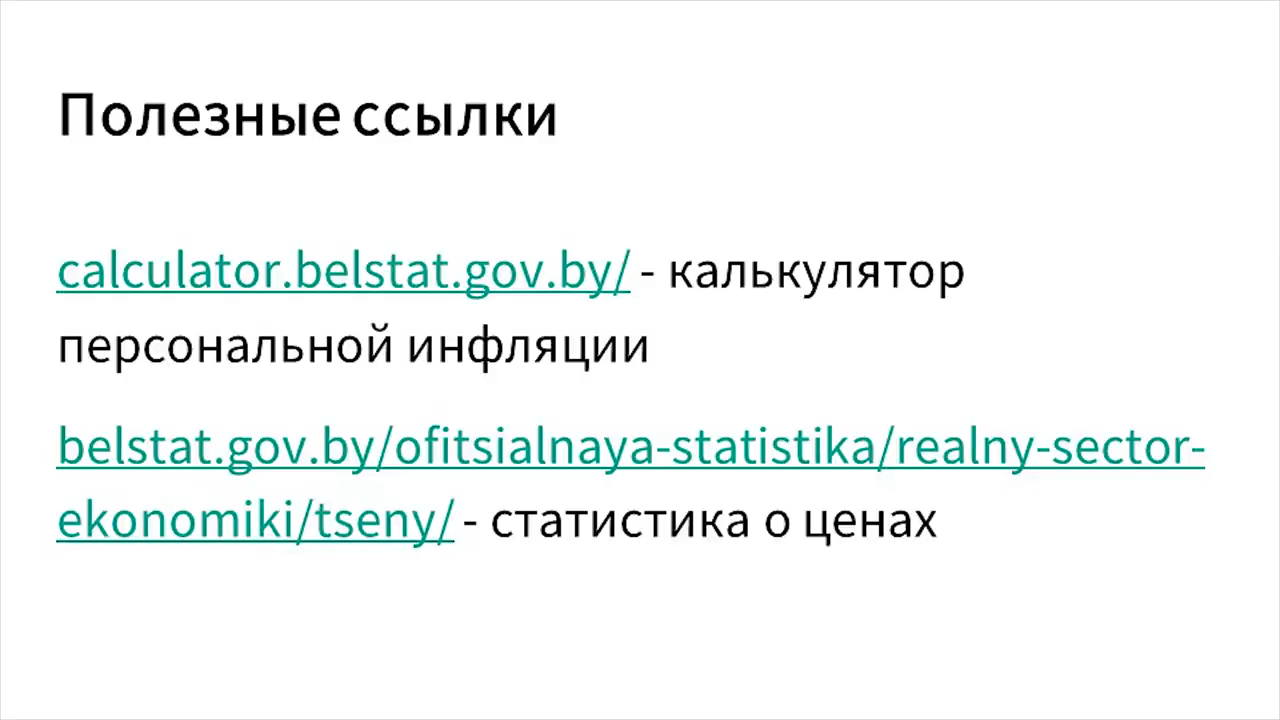 Полезные ссылки
calculator.belstat.gov.by/ - калькулятор
персональной инфляции
belstat.gov.by/ofitsialnaya-statistika/realny-sector-
ekonomiki/tseny/ - статистика о ценах